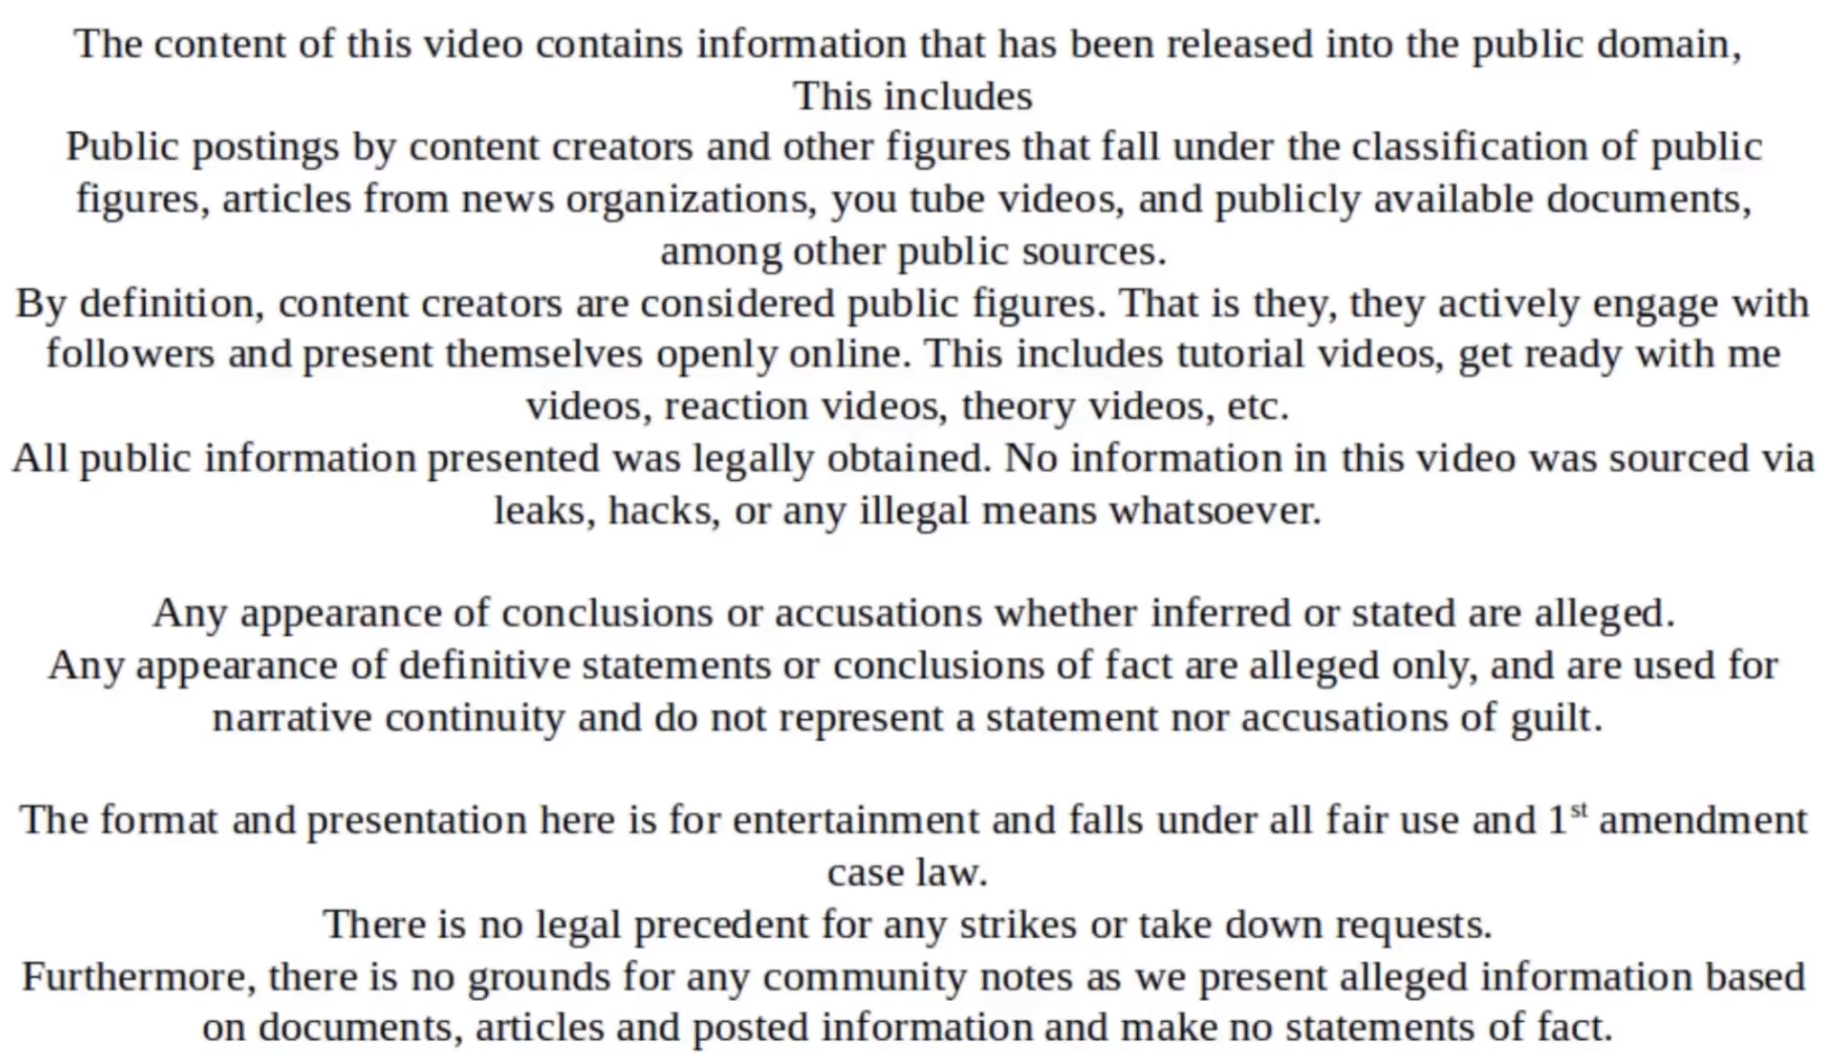 The content of this video contains information that has been released into the public domain,
This includes
Public postings by content creators and other figures that fall under the classification of public
figures, articles from news organizations, you tube videos, and publicly available documents,
among other public sources.
By definition, content creators are considered public figures. That is they, they actively engage with
followers and present themselves openly online. This includes tutorial videos, get ready with me
videos, reaction videos, theory videos, etc.
All public information presented was legally obtained. No information in this video was sourced via
leaks, hacks, or any illegal means whatsoever.
Any appearance of conclusions or accusations whether inferred or stated are alleged.
Any appearance of definitive statements or conclusions of fact are alleged only, and are used for
narrative continuity and do not represent a statement nor accusations of guilt.
The format and presentation here is for entertainment and falls under all fair use and 1st amendment
case law.
There is no legal precedent for any strikes or take down requests.
Furthermore, there is no grounds for any community notes as we present alleged information based
on documents, articles and posted information and make no statements of fact.